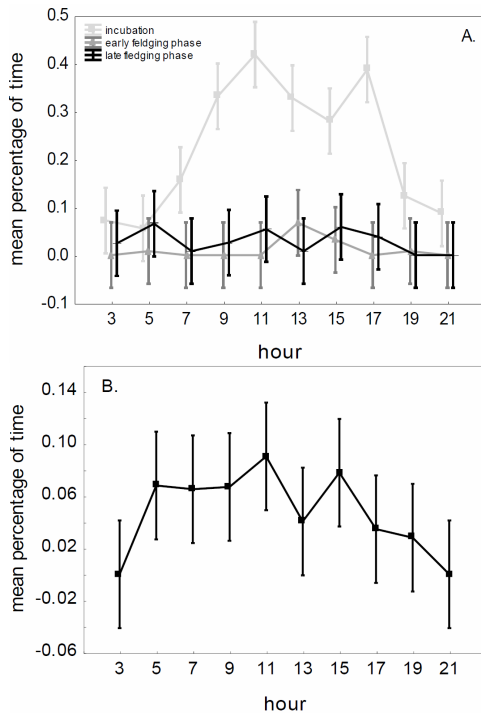 0.5
A.
incubation
early feldging phase
late fledging phase
0.4
0.3
0.2
0.1
0.0
-0.1
mean percentage of time
3 5 7 9 11 13 15 17 19 21
hour
B.
0.14
0.10
0.06
0.02
-0.02
-0.06
mean percentage of time
3 5 7 9 11 13 15 17 19 21
hour